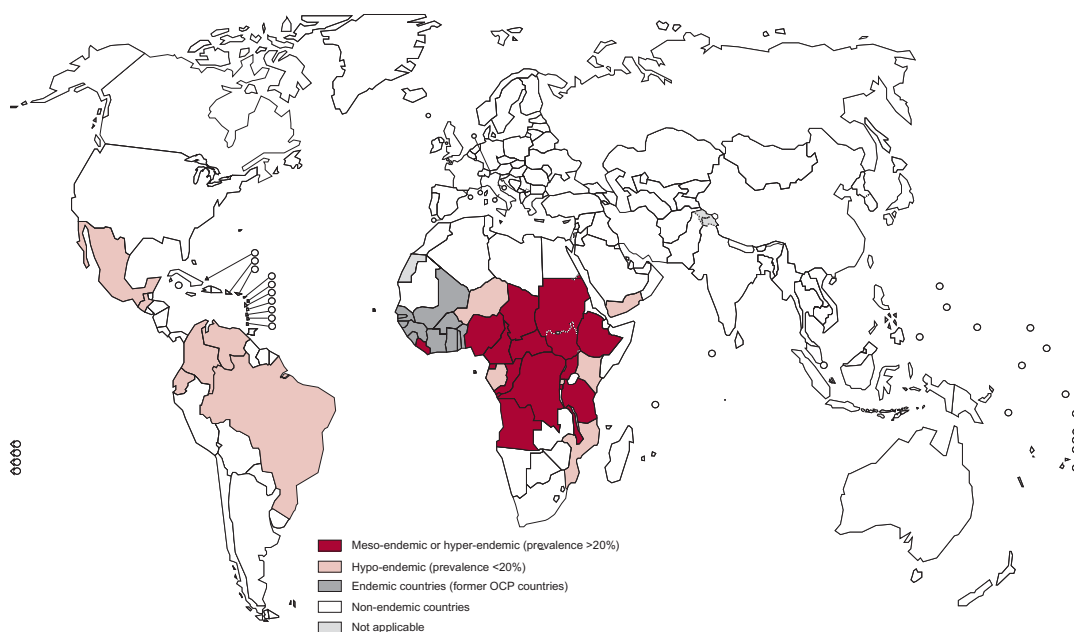 Meso-endemic or hyper-endemic (prevalence >20%)
Hypo-endemic (prevalence <20%)
Endemic countries (former OCP countries)
Non-endemic countries
Not applicable